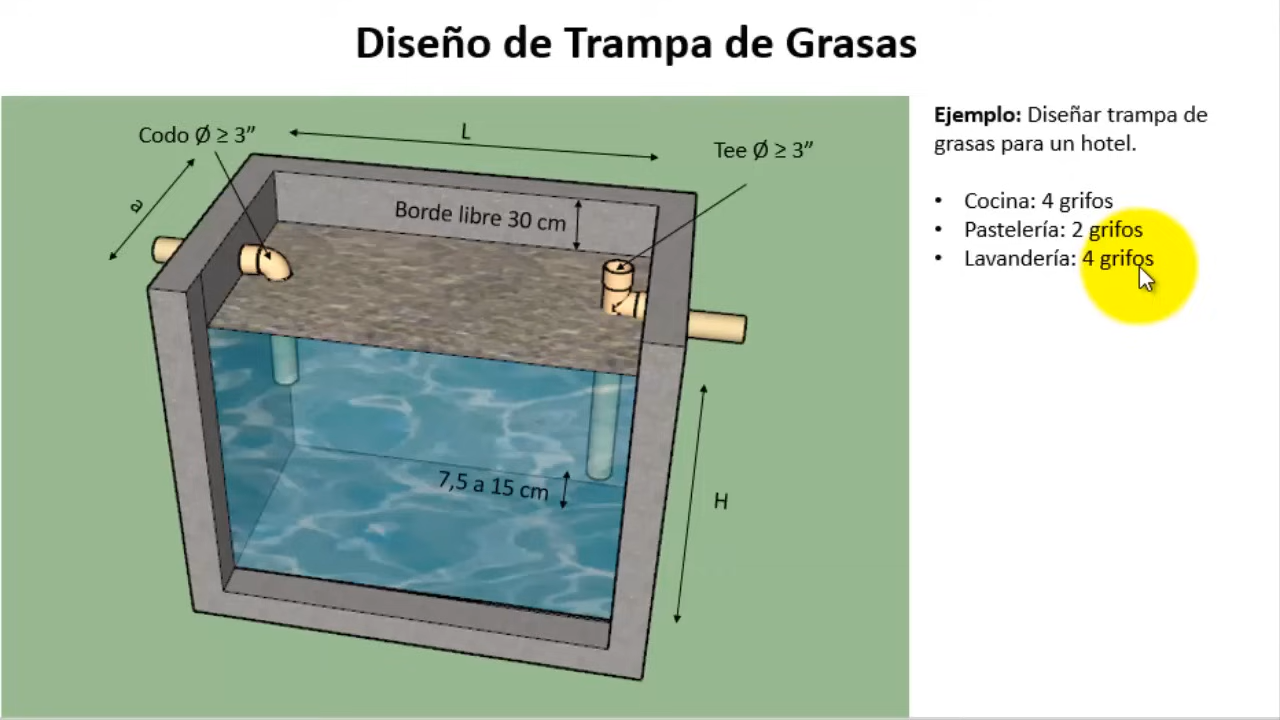 Diseño de Trampa de Grasas
Codo Ø ≥ 3”
L
Tee Ø ≥ 3”
a
Borde libre 30 cm
7,5 a 15 cm
H
Ejemplo: Diseñar trampa de
grasas para un hotel.
• Cocina: 4 grifos
• Pastelería: 2 grifos
• Lavandería: 4 grifos